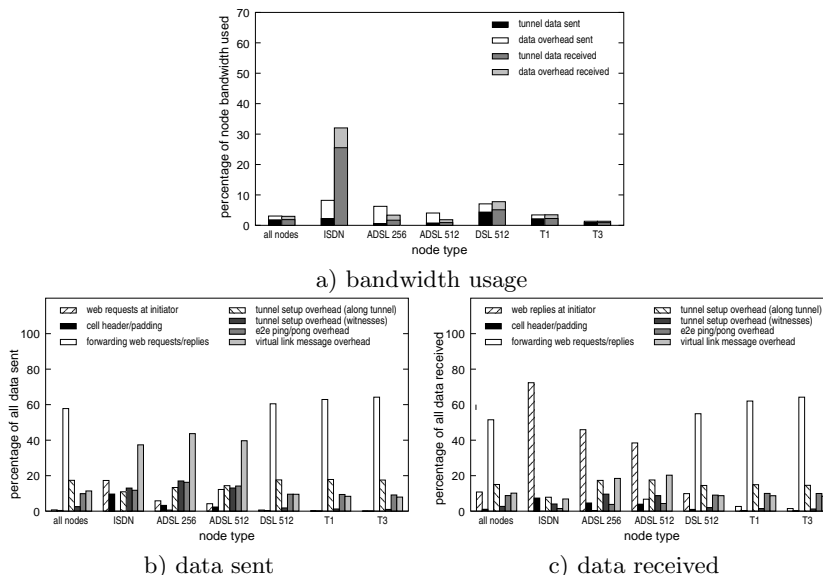 percentage of node bandwidth used
70
60
50
40
30
20
10
0
tunnel data sent
data overhead sent
tunnel data received
data overhead received
all nodes ISDN ADSL 256 ADSL 512 DSL 512 T1 T3
node type
a) bandwidth usage
percentage of all data sent
100
80
60
40
20
0
web requests at initiator
cell header/padding
forwarding web requests/replies
tunnel setup overhead (along tunnel)
tunnel setup overhead (witnesses)
e2e ping/pong overhead
virtual link message overhead
all nodes ISDN ADSL 256 ADSL 512 DSL 512 T1 T3
node type
b) data sent
percentage of all data received
100
80
60
40
20
0
web replies at initiator
cell header/padding
forwarding web requests/replies
tunnel setup overhead (along tunnel)
tunnel setup overhead (witnesses)
e2e ping/pong overhead
virtual link message overhead
all nodes ISDN ADSL 256 ADSL 512 DSL 512 T1 T3
node type
c) data received